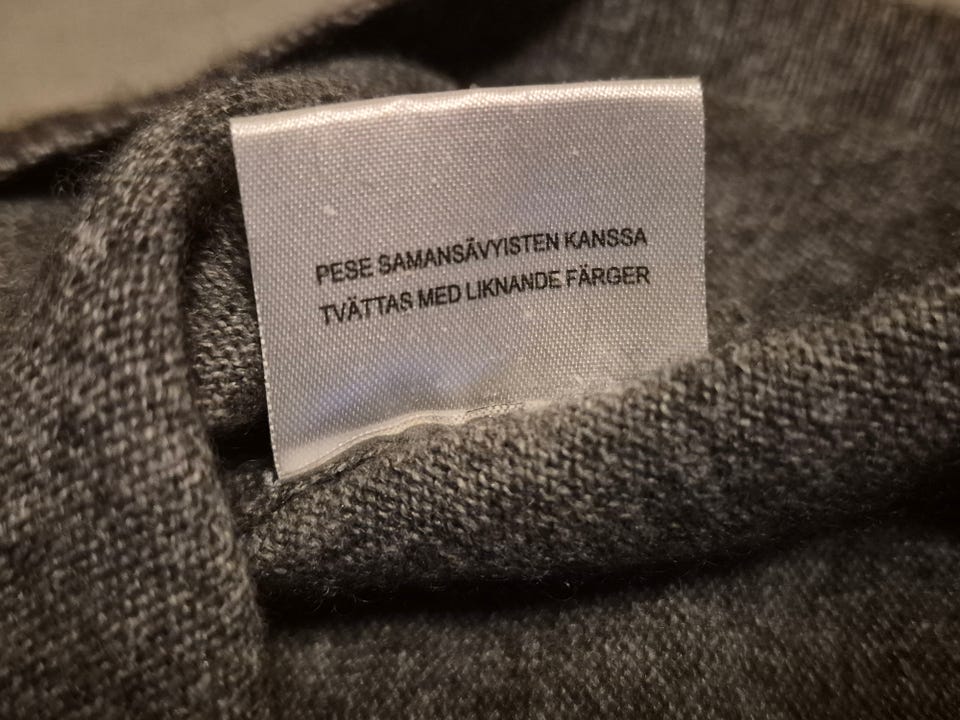 PESE SAMANSÄVYISTEN KANSSA
TVÄTTAS MED LIKNANDE FÄRGER